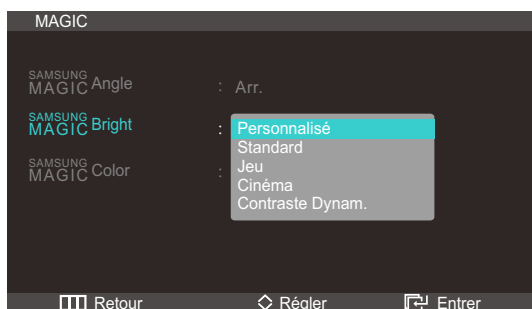 MAGIC
SAMSUNG MAGIC Angle : Arr.
SAMSUNG MAGIC Bright : Personnalisé
Standard
Jeu
Cinéma
Contraste Dynam.
SAMSUNG MAGIC Color :
Retour Régler Entrer